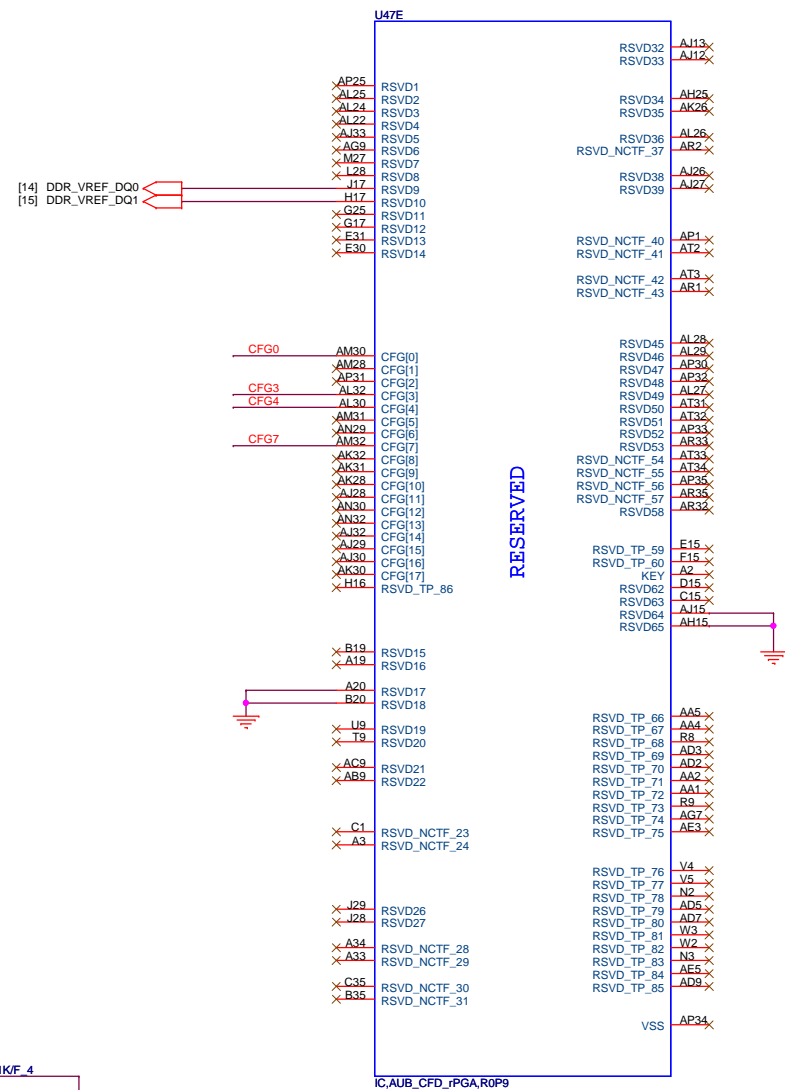 U47E
AP25 RSVD1
AL25 RSVD2
AL24 RSVD3
AL22 RSVD4
AJ33 RSVD5
AG9 RSVD6
M27 RSVD7
L28 RSVD8
[14] DDR_VREF_DQ0 J17 RSVD9
[15] DDR_VREF_DQ1 H17 RSVD10
G25 RSVD11
G17 RSVD12
E31 RSVD13
E30 RSVD14
CFG0 AM30 CFG[0]
AM28 CFG[1]
AP31 CFG[2]
CFG3 AL32 CFG[3]
CFG4 AL30 CFG[4]
AM31 CFG[5]
AN29 CFG[6]
CFG7 AM32 CFG[7]
AK32 CFG[8]
AK31 CFG[9]
AK28 CFG[10]
AJ28 CFG[11]
AN30 CFG[12]
AN32 CFG[13]
AJ32 CFG[14]
AJ29 CFG[15]
AJ30 CFG[16]
AK30 CFG[17]
H16 RSVD_TP_86
B19 RSVD15
A19 RSVD16
A20 RSVD17
B20 RSVD18
U9 RSVD19
T9 RSVD20
AC9 RSVD21
AB9 RSVD22
C1 RSVD_NCTF_23
A3 RSVD_NCTF_24
J29 RSVD26
J28 RSVD27
A34 RSVD_NCTF_28
A33 RSVD_NCTF_29
C35 RSVD_NCTF_30
B35 RSVD_NCTF_31
RESERVED
RSVD32 AJ13
RSVD33 AJ12
RSVD34 AH25
RSVD35 AK26
RSVD36 AL26
RSVD_NCTF_37 AR2
RSVD38 AJ26
RSVD39 AJ27
RSVD_NCTF_40 AP1
RSVD_NCTF_41 AT2
RSVD_NCTF_42 AT3
RSVD_NCTF_43 AR1
RSVD45 AL28
RSVD46 AL29
RSVD47 AP30
RSVD48 AP32
RSVD49 AL27
RSVD50 AT31
RSVD51 AT32
RSVD52 AP33
RSVD53 AR33
RSVD_NCTF_54 AT33
RSVD_NCTF_55 AT34
RSVD_NCTF_56 AP35
RSVD_NCTF_57 AR35
RSVD58 AR32
RSVD_TP_59 E15
RSVD_TP_60 F15
KEY A2
RSVD62 D15
RSVD63 C15
RSVD64 AJ15
RSVD65 AH15
RSVD_TP_66 AA5
RSVD_TP_67 AA4
RSVD_TP_68 R8
RSVD_TP_69 AD3
RSVD_TP_70 AD2
RSVD_TP_71 AA2
RSVD_TP_72 AA1
RSVD_TP_73 R9
RSVD_TP_74 AG7
RSVD_TP_75 AE3
RSVD_TP_76 V4
RSVD_TP_77 V5
RSVD_TP_78 N2
RSVD_TP_79 AD5
RSVD_TP_80 AD7
RSVD_TP_81 W3
RSVD_TP_82 W2
RSVD_TP_83 N3
RSVD_TP_84 AE5
RSVD_TP_85 AD9
VSS AP34
K/F_4
IC,AUB_CFD_rPGA,R0P9